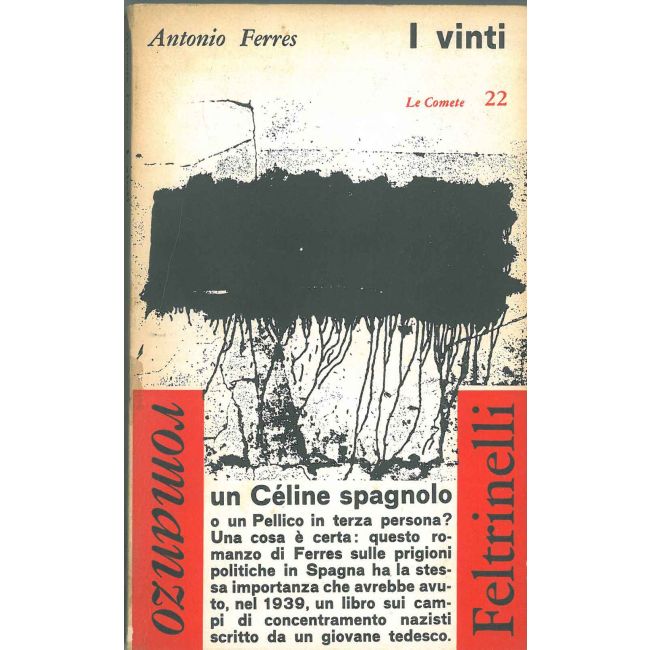 Antonio Ferres
I vinti
Le Comete 22
romanzo
Feltrinelli
un Céline spagnolo
o un Pellico in terza persona?
Una cosa è certa: questo ro-
manzo di Ferres sulle prigioni
politiche in Spagna ha la stes-
sa importanza che avrebbe avu-
to, nel 1939, un libro sui cam-
pi di concentramento nazisti
scritto da un giovane tedesco.